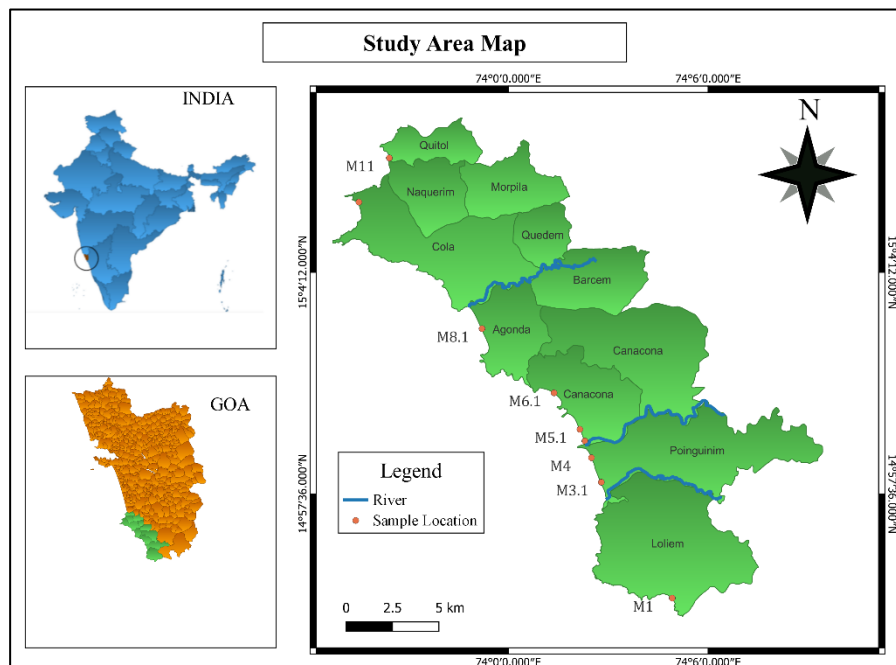 Study Area Map
INDIA
GOA
74°0'0.000"E
74°6'0.000"E
N
15°4'12.000"N
15°4'12.000"N
14°57'36.000"N
14°57'36.000"N
Quitol
M11
Naquerim
Morpila
Quedem
Cola
Barcem
M8.1
Agonda
Canacona
M6.1
Canacona
M5.1
Poinguinim
M4
M3.1
Loliem
M1
Legend
River
Sample Location
0
2.5
5 km
74°0'0.000"E
74°6'0.000"E